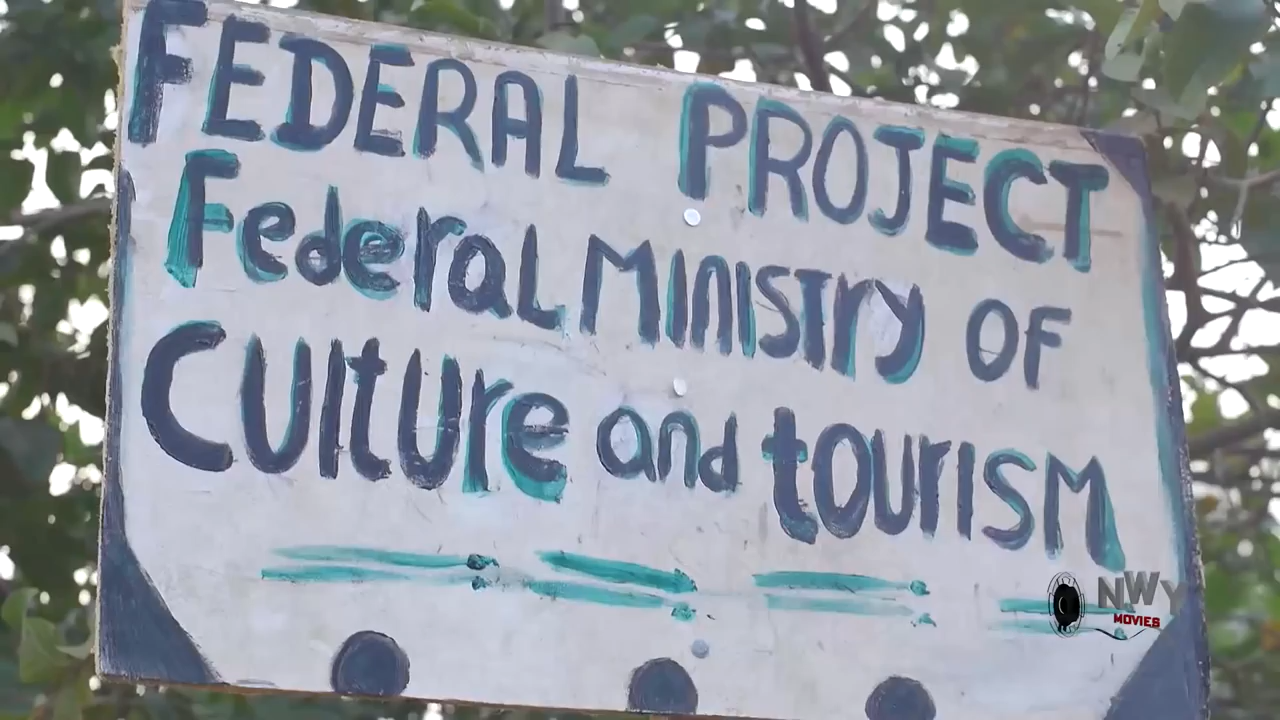 FEDERAL PROJECT
Federal MINISTry OF
Culture and tourISM
NWY
MOVIES